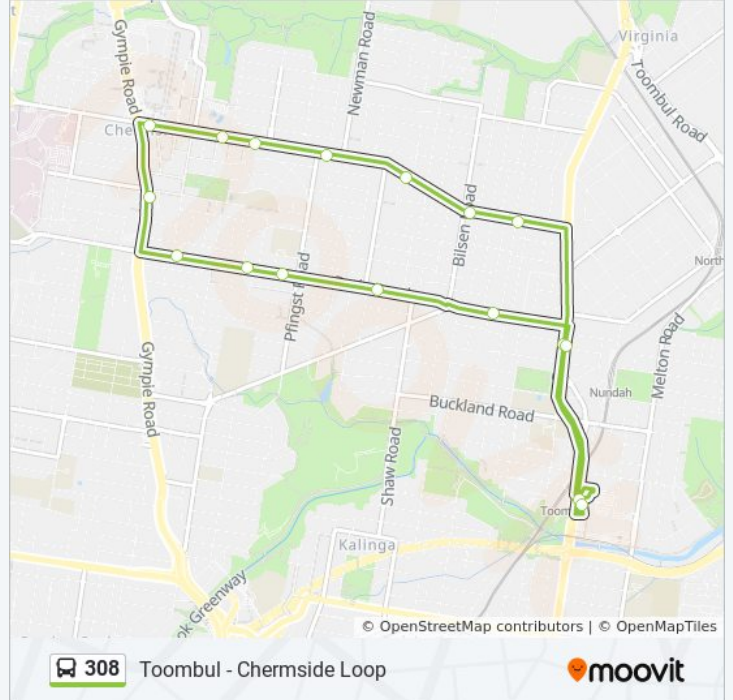 Virginia
Gympie Road
Newman Road
Toombul Road
Che
Bilsen Road
North
Pfingst Road
Melton Road
Gympie Road
Nundah
Buckland Road
Shaw Road
Toom
Kalinga
ok Greenway
© OpenStreetMap contributors | © OpenMapTiles
308 Toombul - Chermside Loop
moovit